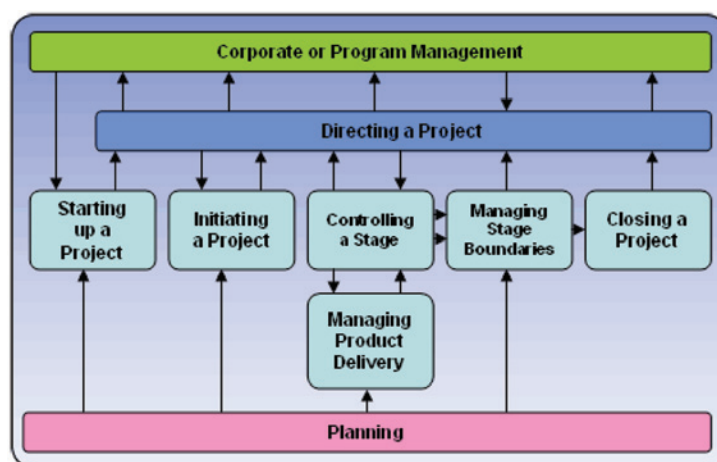 Corporate or Program Management
Directing a Project
Starting
up a
Project
Initiating
a Project
Controlling
a Stage
Managing
Stage
Boundaries
Closing a
Project
Managing
Product
Delivery
Planning